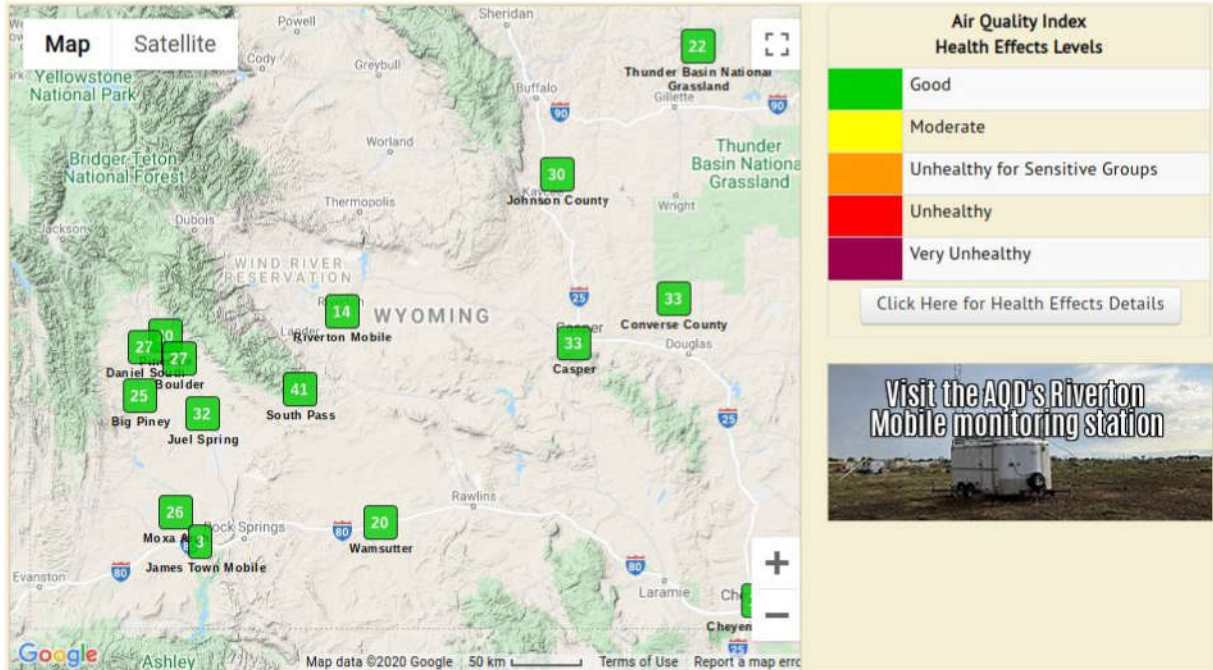 Map Satellite
Sheridan
Powell
Cody
Greybull
22
Thunder Basin National
Grassland
Gillette
Buffalo
90
90
Yellowstone
National Park
Worland
Bridger-Teton
National Forest
Thunder
Basin Nationa
Grassland
30
Johnson County
Wright
Thermopolis
Dubois
Jackson
WIND RIVER
RESERVATION
25
33
Converse County
14
Riverton Mobile
WYOMING
Lander
33
Casper
Douglas
27
27
Daniel South
Boulder
25
Big Piney
32
Juel Spring
41
South Pass
25
Rawlins
26
Moxa
3
James Town Mobile
Rock Springs
80
20
Wamsutter
80
80
Evanston
Laramie
Cheyen
25
+
−
Google
Ashley
Map data ©2020 Google 50 km Terms of Use Report a map erro
Air Quality Index
Health Effects Levels
Good
Moderate
Unhealthy for Sensitive Groups
Unhealthy
Very Unhealthy
Click Here for Health Effects Details
Visit the AQD's Riverton
Mobile monitoring station